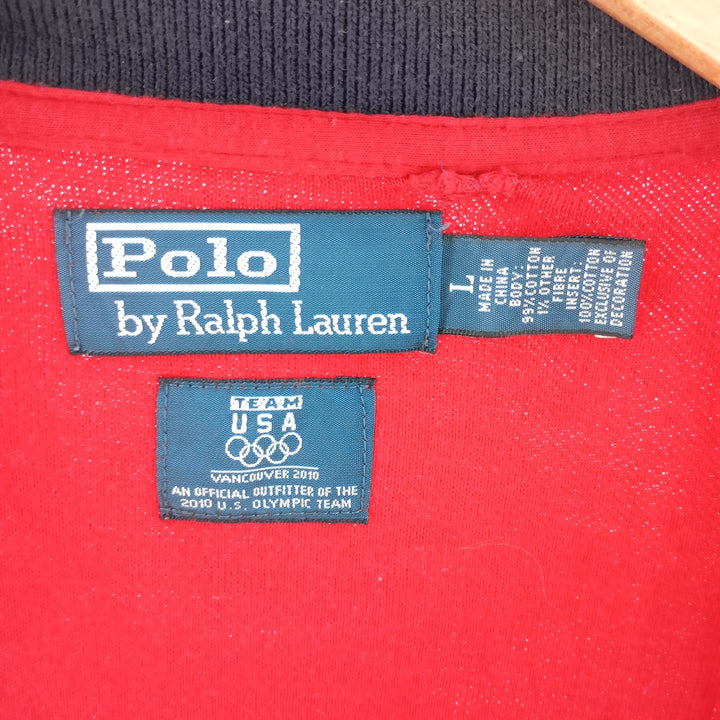 Polo
by Ralph Lauren
L
MADE IN
CHINA
BODY:
99% COTTON
1% OTHER
FIBRE
INSERT:
100% COTTON
EXCLUSIVE OF
DECORATION
TEAM
USA
VANCOUVER 2010
AN OFFICIAL OUTFITTER OF THE
2010 U.S. OLYMPIC TEAM